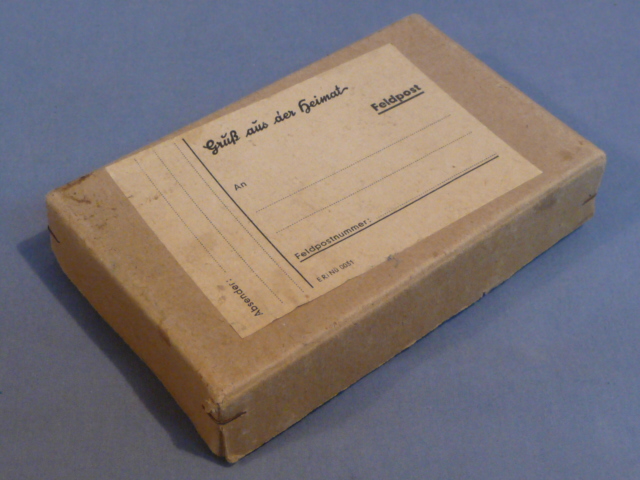 Gruß aus der Heimat
Feldpost
An
Feldpostnummer:
Absender: